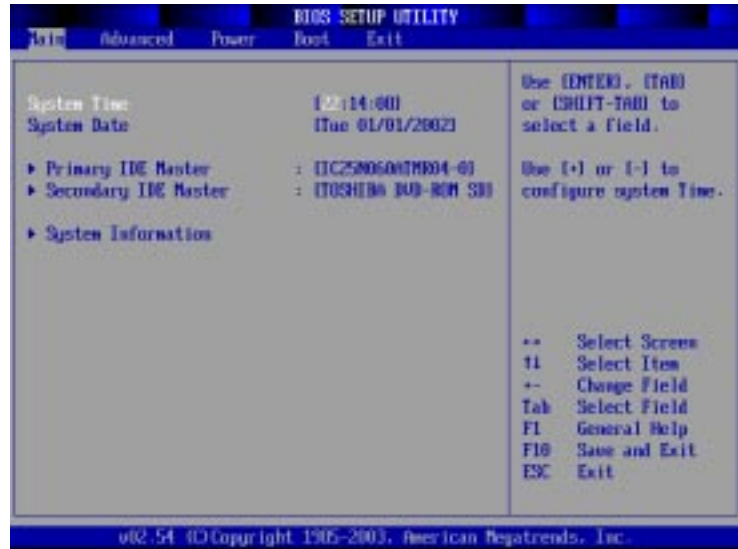 BIOS SETUP UTILITY
Main Advanced Power Boot Exit
System Time [22:14:00]
System Date [Tue 01/01/2002]
▶ Primary IDE Master : [IC25N060ATMR04-0]
▶ Secondary IDE Master : [TOSHIBA DVD-ROM SD]
▶ System Information
Use [ENTER], [TAB]
or [SHIFT-TAB] to
select a field.
Use [+] or [-] to
configure system Time.
←→ Select Screen
↑↓ Select Item
+- Change Field
Tab Select Field
F1 General Help
F10 Save and Exit
ESC Exit
v02.54 (C)Copyright 1985-2003, American Megatrends, Inc.